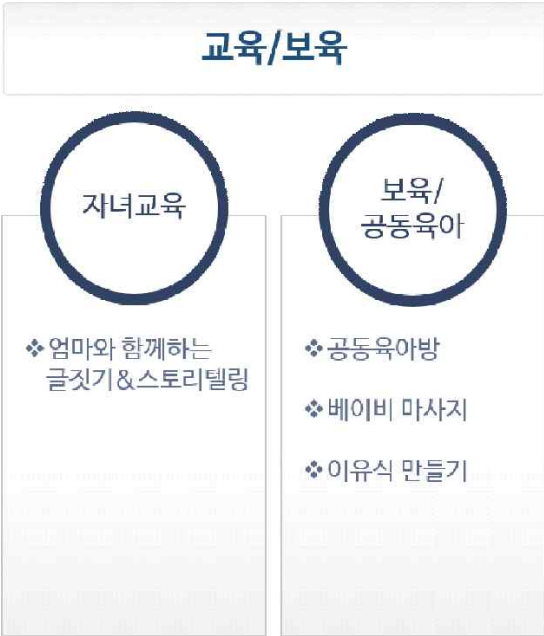 교육/보육
자녀교육
❖ 엄마와 함께하는
글짓기&스토리텔링
보육/
공동육아
❖ 공동육아방
❖ 베이비 마사지
❖ 이유식 만들기